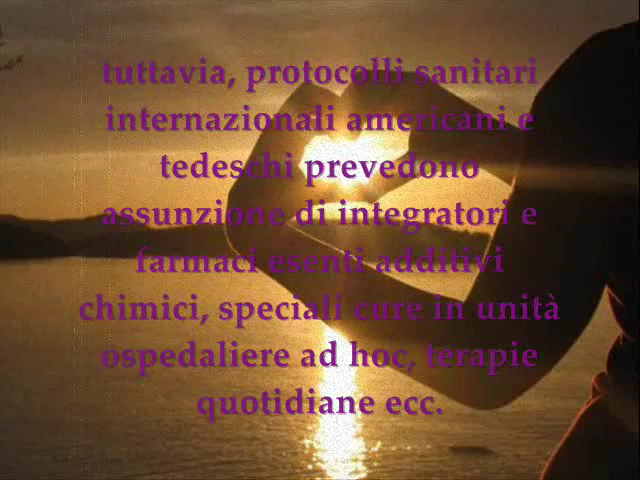 tuttavia, protocolli sanitari
internazionali americani e
tedeschi prevedono
assunzione di integratori e
farmaci esenti additivi
chimici, speciali cure in unità
ospedaliere ad hoc, terapie
quotidiane ecc.